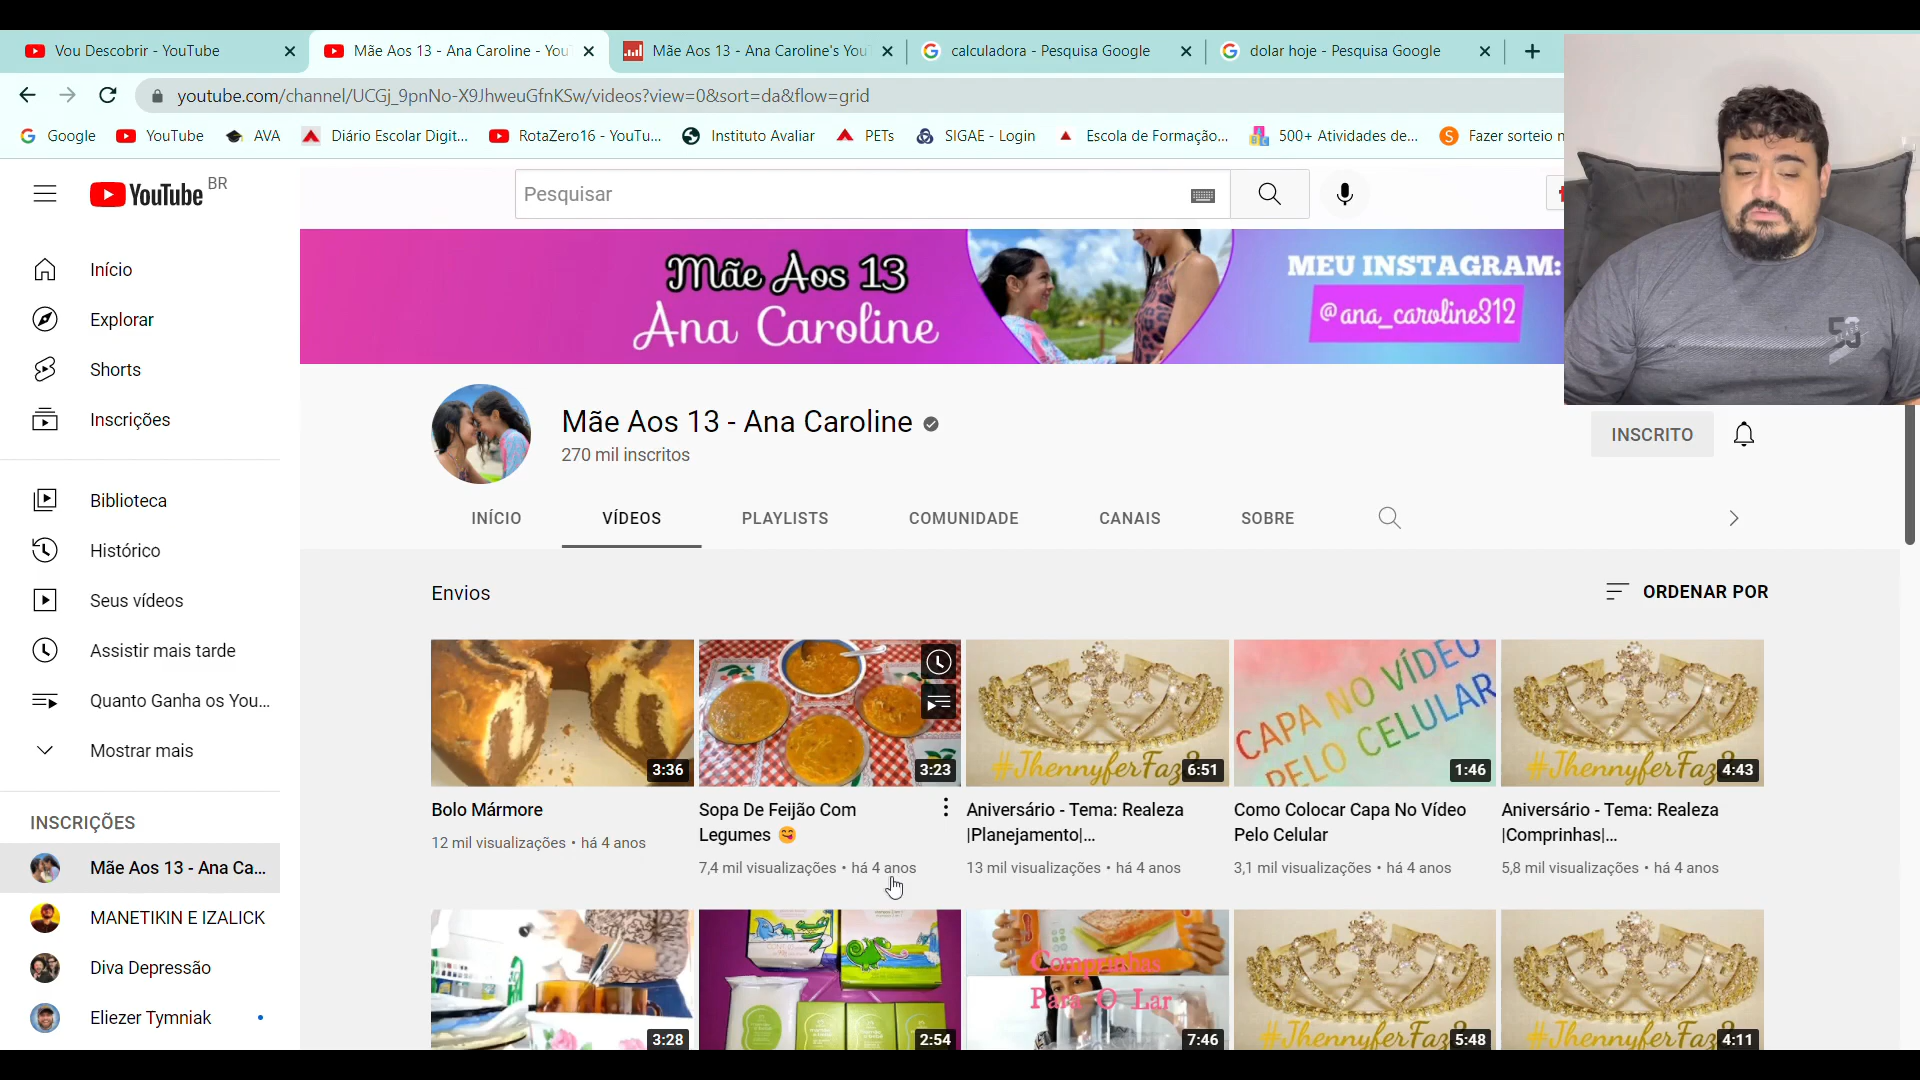 Vou Descobrir - YouTube
Mãe Aos 13 - Ana Caroline - You
Mãe Aos 13 - Ana Caroline's You
calculadora - Pesquisa Google
dolar hoje - Pesquisa Google
youtube.com/channel/UCGj_9pnNo-X9JhweuGfnKSw/videos?view=0&sort=da&flow=grid
Google
YouTube
AVA
Diário Escolar Digit...
RotaZero16 - YouTu...
Instituto Avaliar
PETs
SIGAE - Login
Escola de Formação...
500+ Atividades de...
Fazer sorteio n
YouTube BR
Pesquisar
Mãe Aos 13
Ana Caroline
MEU INSTAGRAM:
@ana_caroline312
Início
Explorar
Shorts
Inscrições
Biblioteca
Histórico
Seus vídeos
Assistir mais tarde
Quanto Ganha os You...
Mostrar mais
INSCRIÇÕES
Mãe Aos 13 - Ana Ca...
MANETIKIN E IZALICK
Diva Depressão
Eliezer Tymniak
Mãe Aos 13 - Ana Caroline
270 mil inscritos
INSCRITO
INÍCIO
VÍDEOS
PLAYLISTS
COMUNIDADE
CANAIS
SOBRE
Envios
ORDENAR POR
3:36
Bolo Mármore
12 mil visualizações • há 4 anos
3:23
Sopa De Feijão Com
Legumes 😋
7,4 mil visualizações • há 4 anos
#JhennyferFaz
6:51
Aniversário - Tema: Realeza
|Planejamento|...
13 mil visualizações • há 4 anos
CAPA NO VÍDEO
PELO CELULAR
1:46
Como Colocar Capa No Vídeo
Pelo Celular
3,1 mil visualizações • há 4 anos
#JhennyferFaz
4:43
Aniversário - Tema: Realeza
|Comprinhas|...
5,8 mil visualizações • há 4 anos
3:28
2:54
Comprinhas
Para O Lar
7:46
#JhennyferFaz
5:48
#JhennyferFaz
4:11